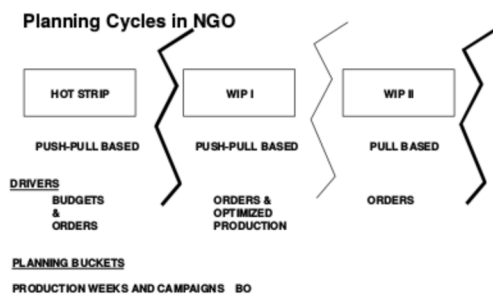 Planning Cycles in NGO
HOT STRIP WIP I WIP II
PUSH-PULL BASED PUSH-PULL BASED PULL BASED
DRIVERS
BUDGETS ORDERS & ORDERS
& OPTIMIZED
ORDERS PRODUCTION
PLANNING BUCKETS
PRODUCTION WEEKS AND CAMPAIGNS BO